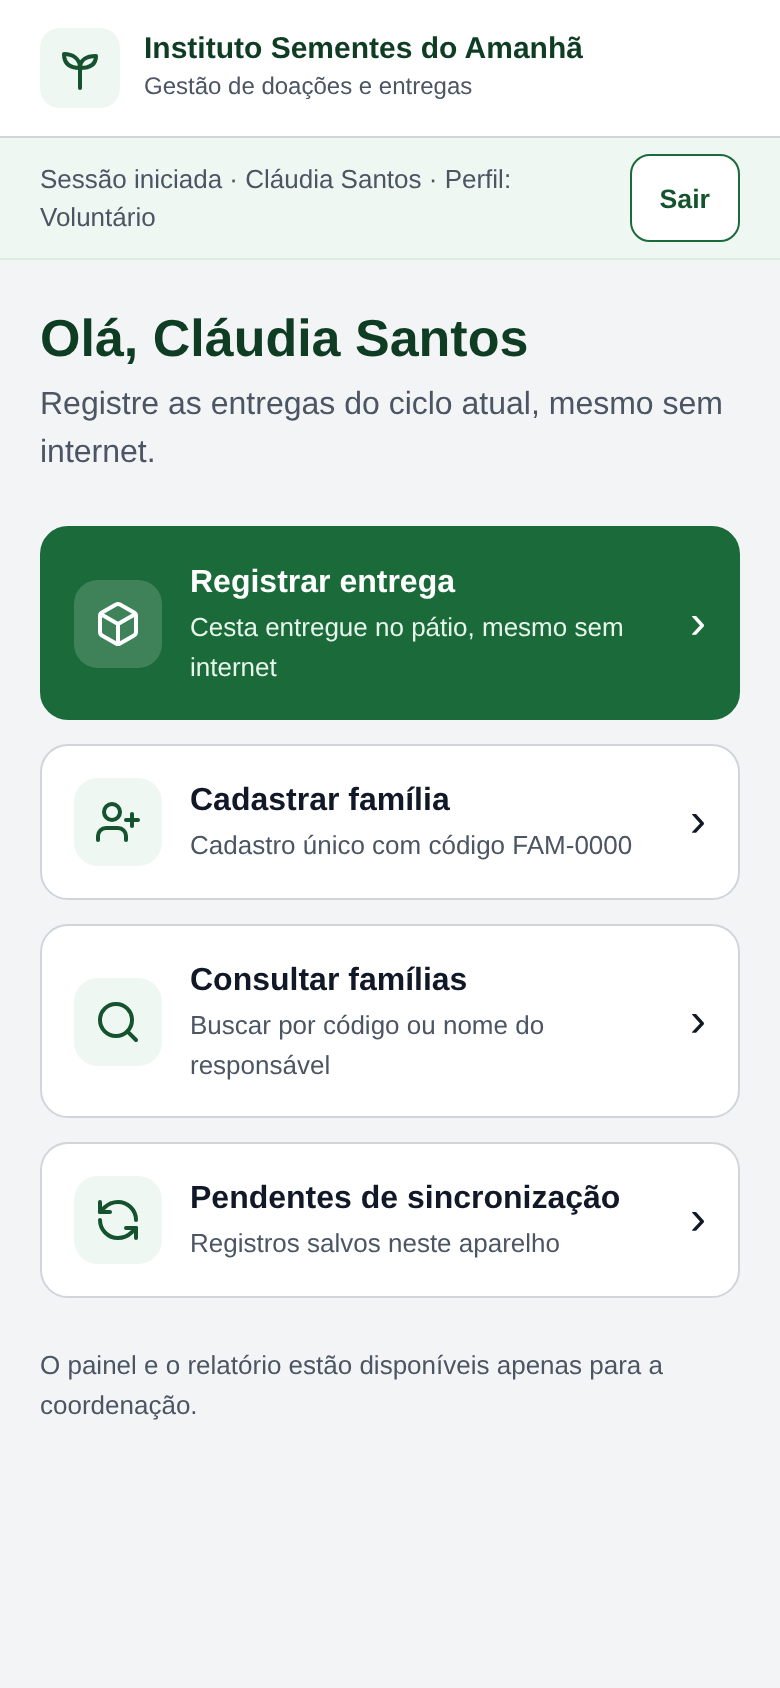 Instituto Sementes do Amanhã
Gestão de doações e entregas
Sessão iniciada · Cláudia Santos · Perfil:
Voluntário
Sair
Olá, Cláudia Santos
Registre as entregas do ciclo atual, mesmo sem
internet.
Registrar entrega
Cesta entregue no pátio, mesmo sem
internet
Cadastrar família
Cadastro único com código FAM-0000
Consultar famílias
Buscar por código ou nome do
responsável
Pendentes de sincronização
Registros salvos neste aparelho
O painel e o relatório estão disponíveis apenas para a
coordenação.